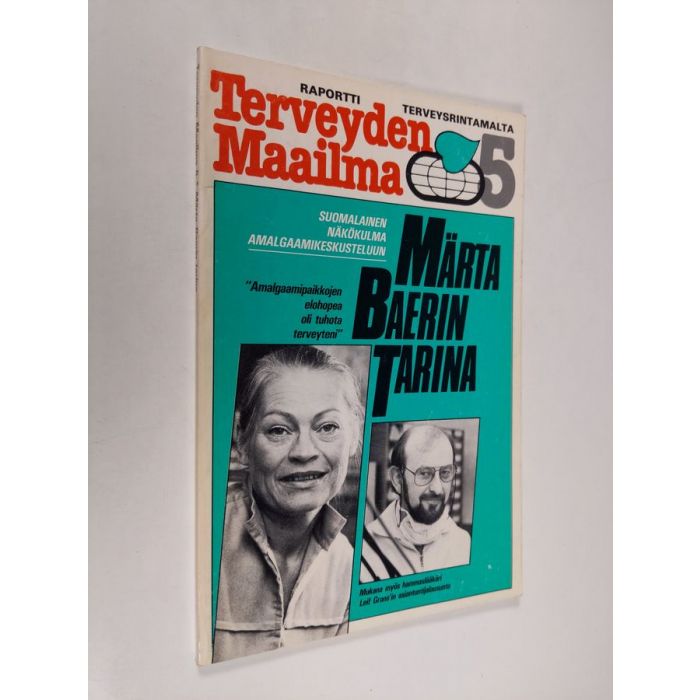 RAPORTTI TERVEYSRINTAMALTA
Terveyden
Maailma
5
SUOMALAINEN
NÄKÖKULMA
AMALGAAMIKESKUSTELUUN
MÄRTA
BAERIN
TARINA
"Amalgaamipaikkojen
elohopea
oli tuhota
terveyteni"
Mukana myös hammaslääkäri
Leif Grans'in asiantuntijalausunto